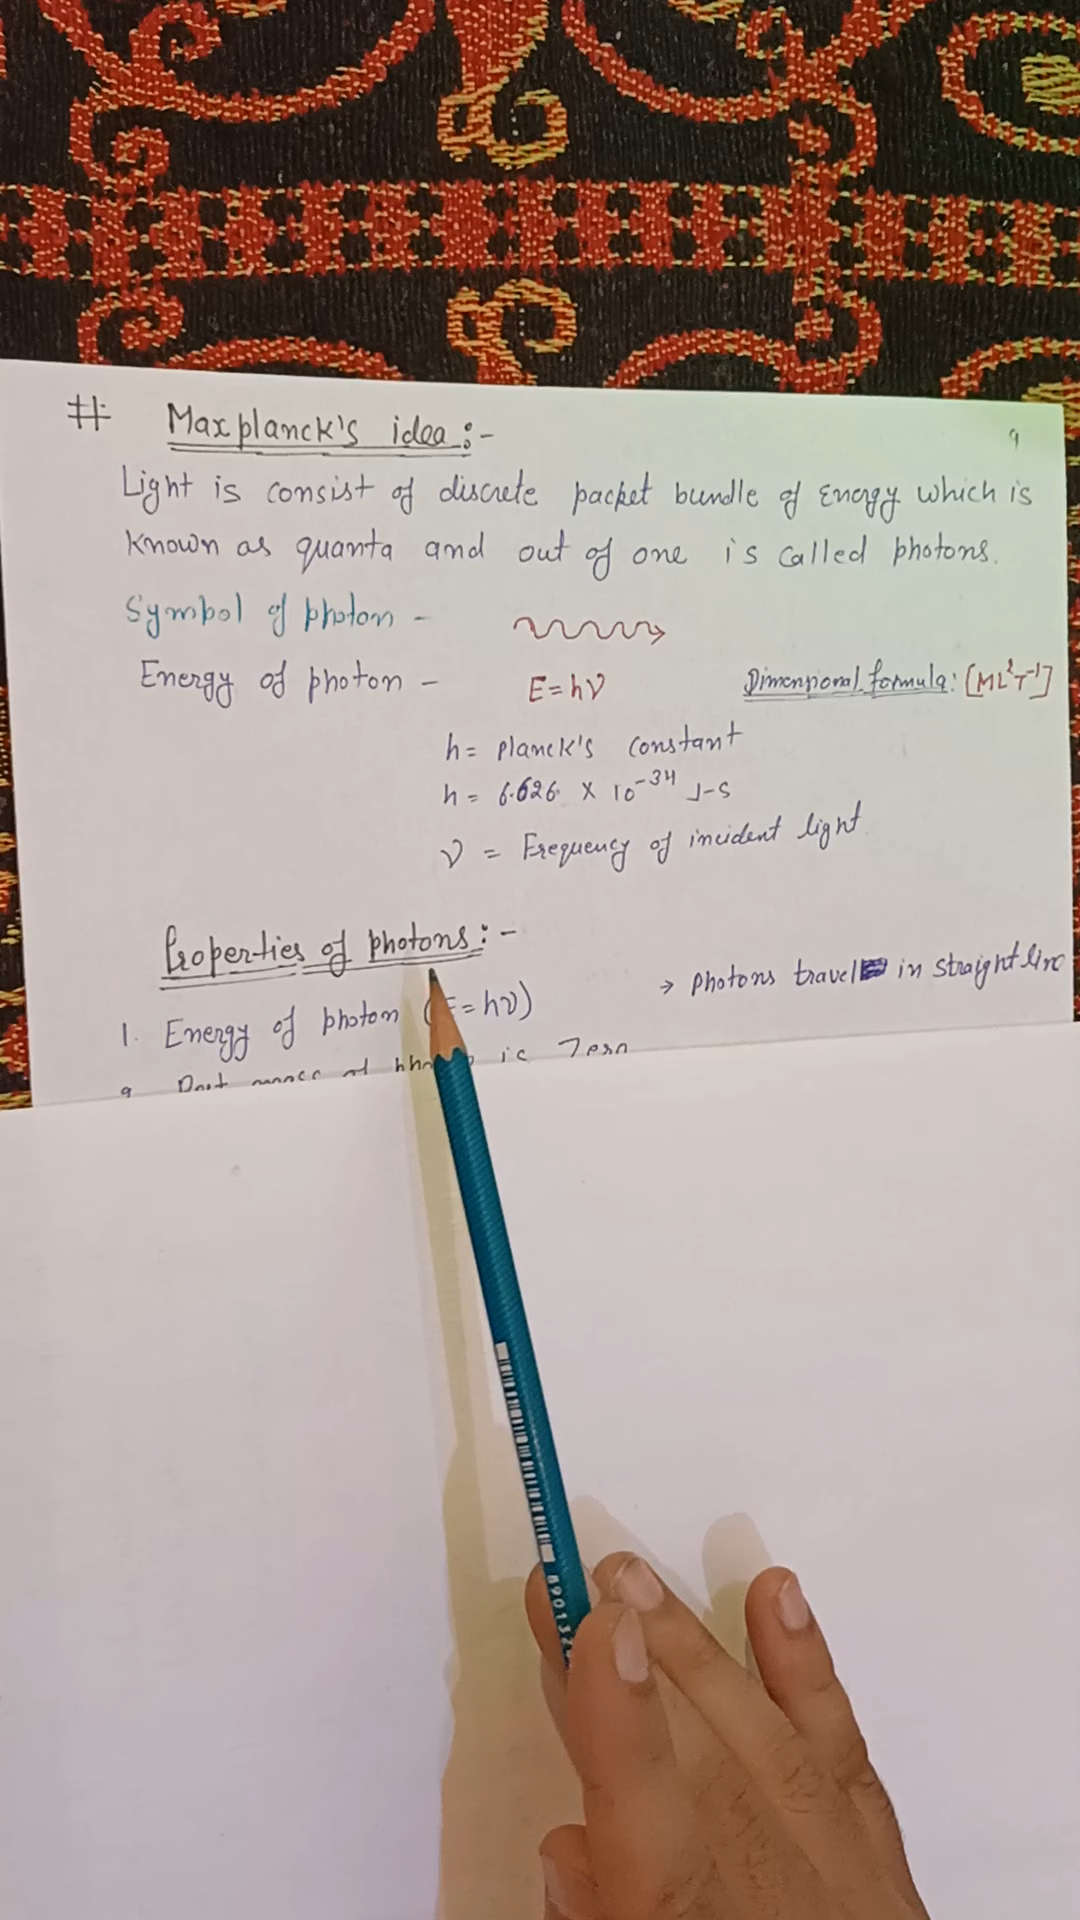 # Maxplanck's idea :-
9
Light is consist of discrete packet bundle of Energy which is
known as quanta and out of one is called photons.
Symbol of photon -
Energy of photon - E=hν Dimensional formula: [ML²T⁻¹]
h = planck's constant
h = 6.626 × 10⁻³⁴ J-S
ν = Frequency of incident light.
Properties of photons :-
→ photons travel in straight line
1. Energy of photon ( = hν)
is Zero